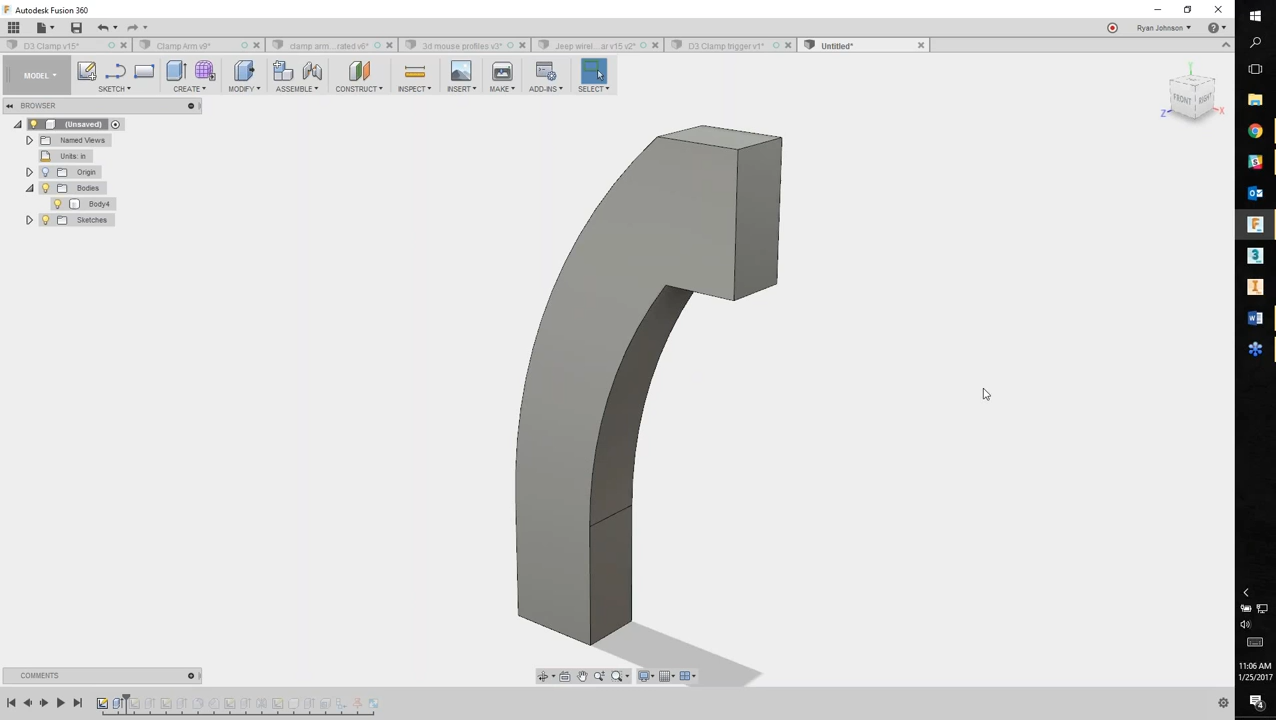 Autodesk Fusion 360
Ryan Johnson
D3 Clamp v15*
Clamp Arm v9*
clamp arm...rated v6*
3d mouse profiles v3*
Jeep wirel...ar v15 v2*
D3 Clamp trigger v1*
Untitled*
MODEL
SKETCH
CREATE
MODIFY
ASSEMBLE
CONSTRUCT
INSPECT
INSERT
MAKE
ADD-INS
SELECT
BROWSER
(Unsaved)
Named Views
Units: in
Origin
Bodies
Body4
Sketches
Y
FRONT
RIGHT
Z
X
COMMENTS
11:06 AM
1/25/2017
4